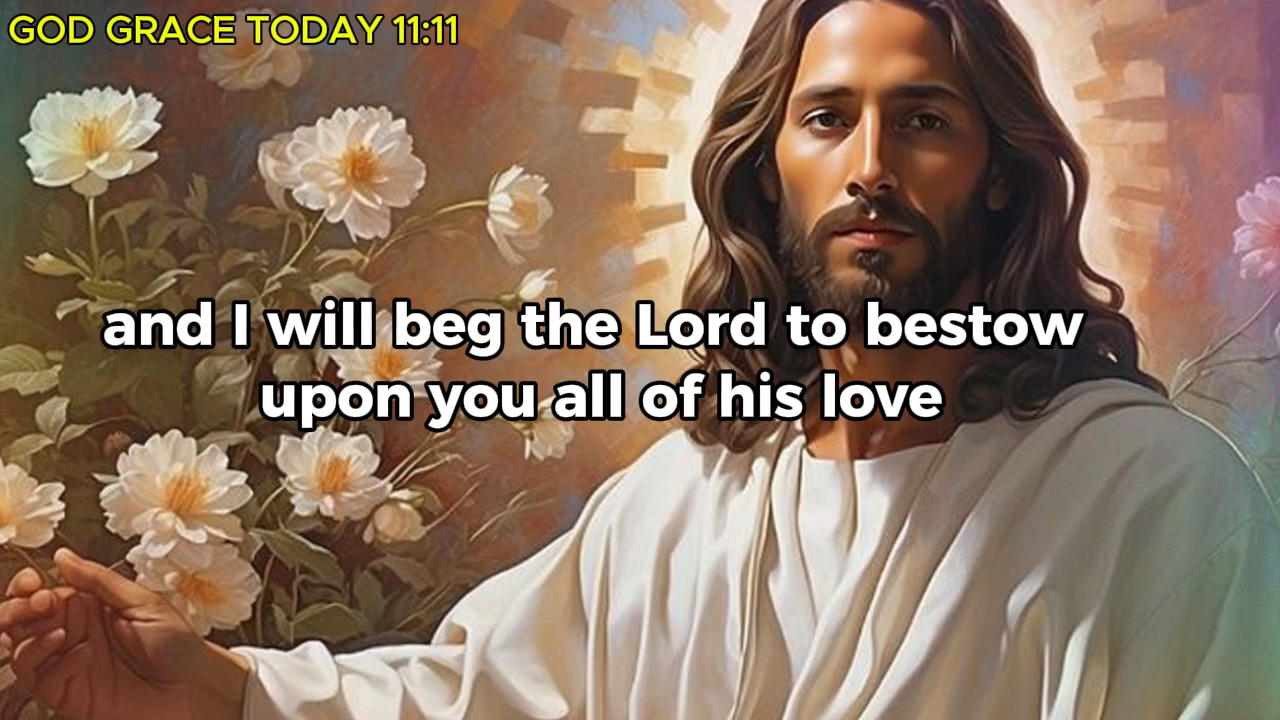 GOD GRACE TODAY 11:11
and I will beg the Lord to bestow
upon you all of his love